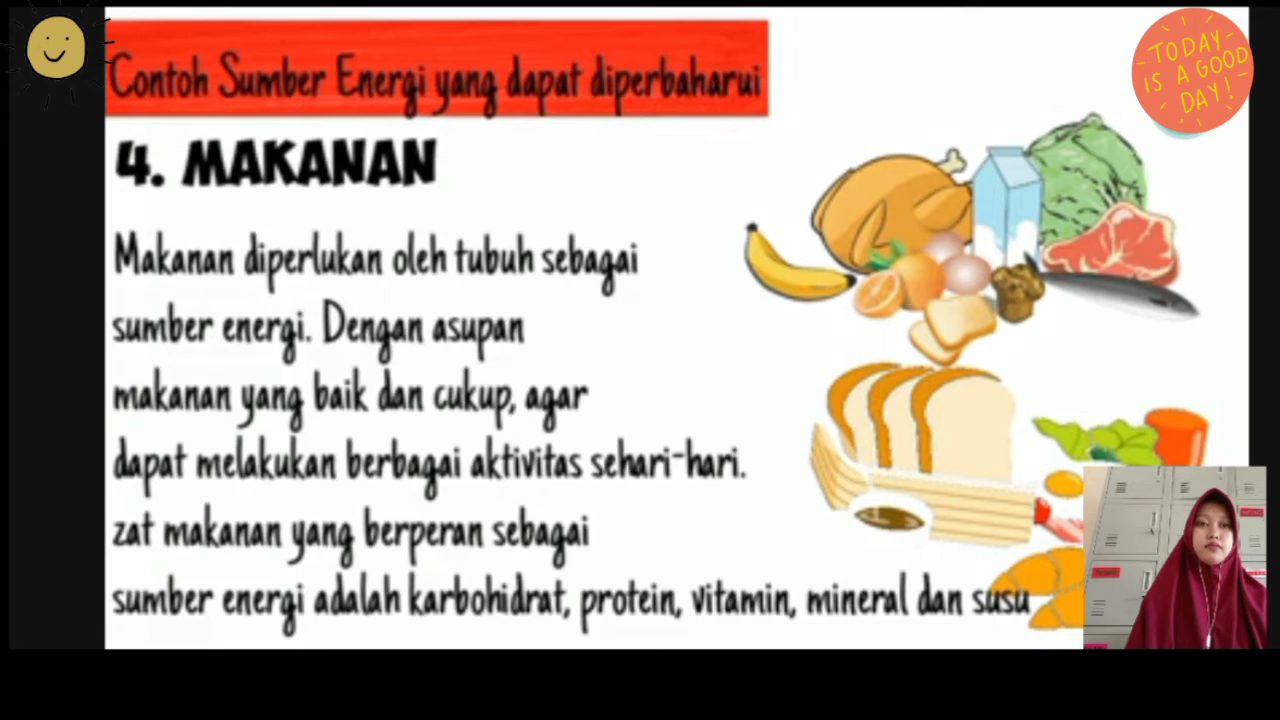 Contoh Sumber Energi yang dapat diperbaharui
4. MAKANAN
Makanan diperlukan oleh tubuh sebagai
sumber energi. Dengan asupan
makanan yang baik dan cukup, agar
dapat melakukan berbagai aktivitas sehari-hari.
zat makanan yang berperan sebagai
sumber energi adalah karbohidrat, protein, vitamin, mineral dan susu
TODAY
IS A GOOD
DAY!